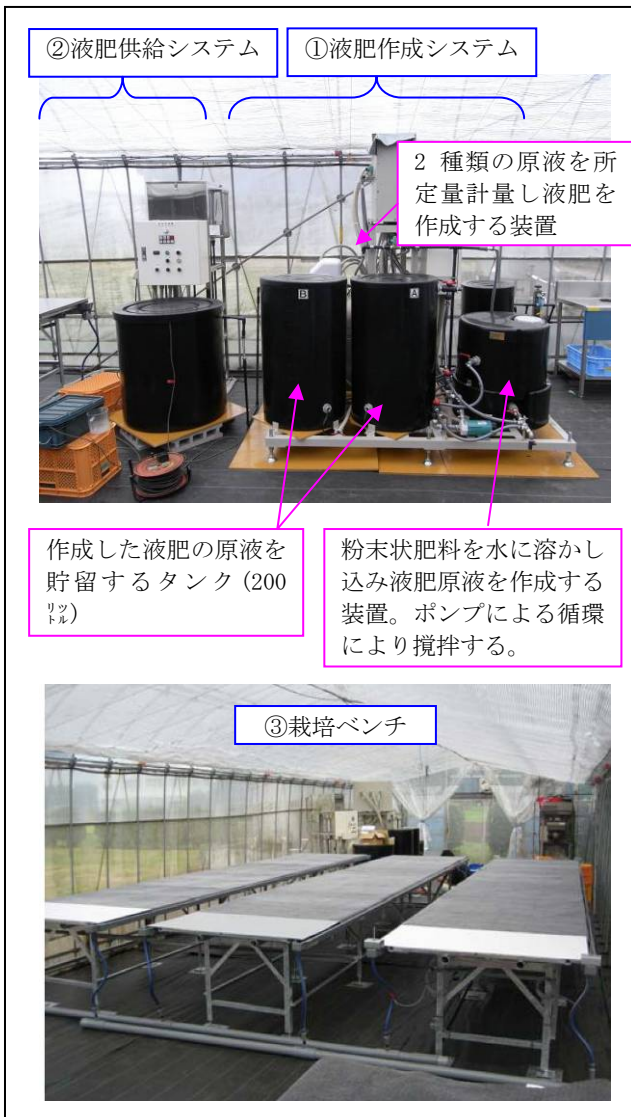 ②液肥供給システム
①液肥作成システム
2 種類の原液を所
定量計量し液肥を
作成する装置
B
A
作成した液肥の原液を
貯留するタンク(200
㍑)
粉末状肥料を水に溶かし
込み液肥原液を作成する
装置。ポンプによる循環
により撹拌する。
③栽培ベンチ